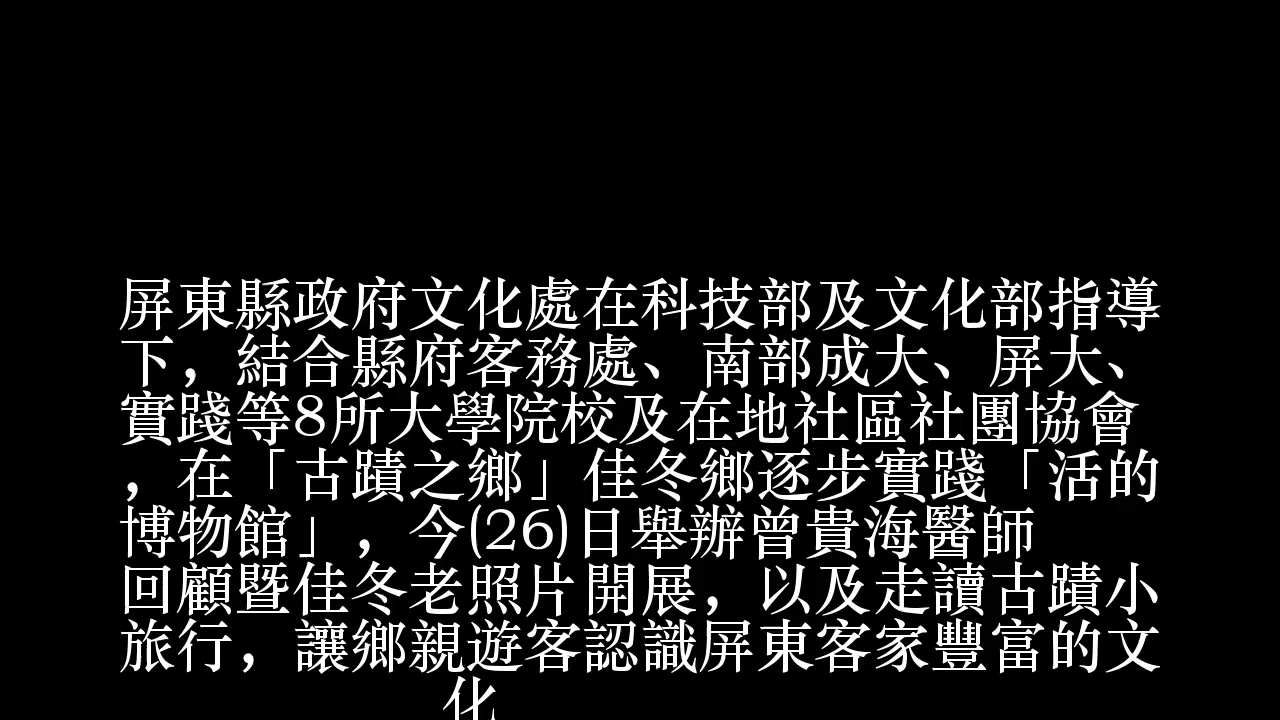 屏東縣政府文化處在科技部及文化部指導
下，結合縣府客務處、南部成大、屏大、
實踐等8所大學院校及在地社區社團協會
，在「古蹟之鄉」佳冬鄉逐步實踐「活的
博物館」，今(26)日舉辦曾貴海醫師
回顧暨佳冬老照片開展，以及走讀古蹟小
旅行，讓鄉親遊客認識屏東客家豐富的文
化